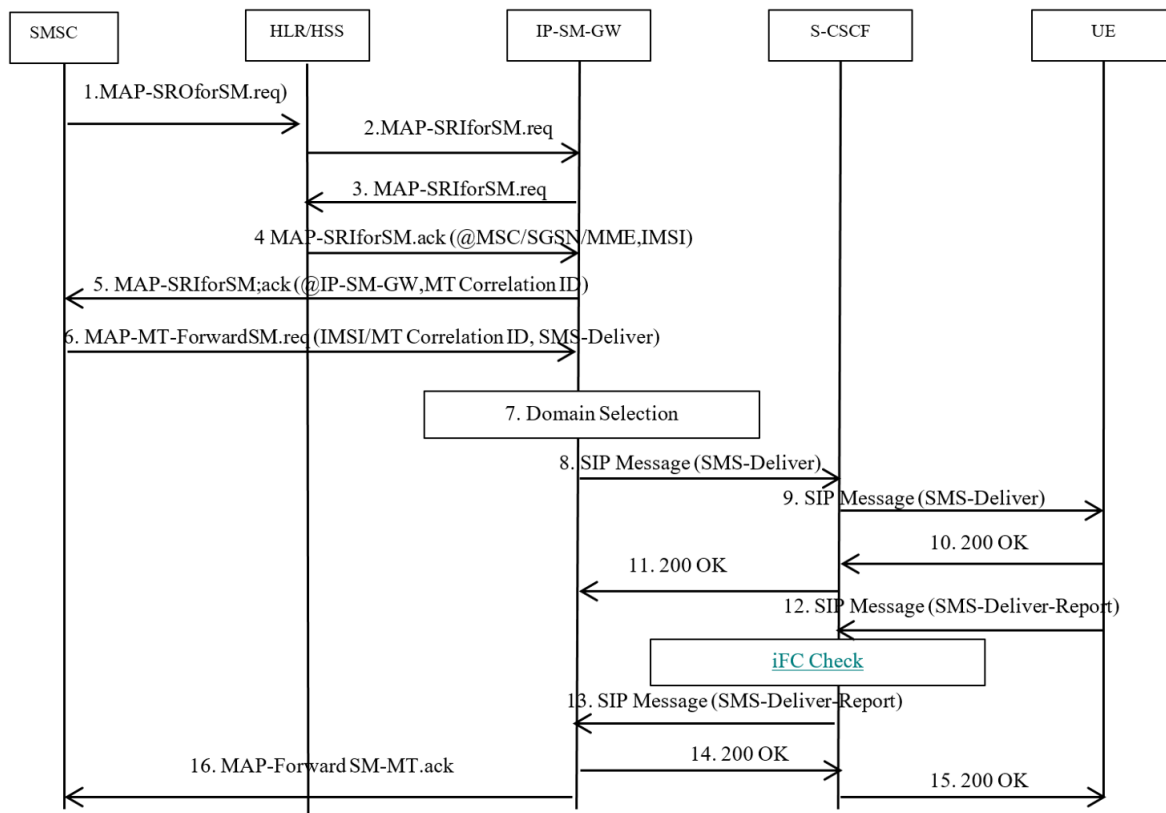 SMSC
HLR/HSS
IP-SM-GW
S-CSCF
UE
1.MAP-SROforSM.req)
2.MAP-SRIforSM.req
3. MAP-SRIforSM.req
4 MAP-SRIforSM.ack (@MSC/SGSN/MME,IMSI)
5. MAP-SRIforSM;ack (@IP-SM-GW,MT Correlation ID)
6. MAP-MT-ForwardSM.req (IMSI/MT Correlation ID, SMS-Deliver)
7. Domain Selection
8. SIP Message (SMS-Deliver)
9. SIP Message (SMS-Deliver)
10. 200 OK
11. 200 OK
12. SIP Message (SMS-Deliver-Report)
iFC Check
13. SIP Message (SMS-Deliver-Report)
14. 200 OK
16. MAP-Forward SM-MT.ack
15. 200 OK